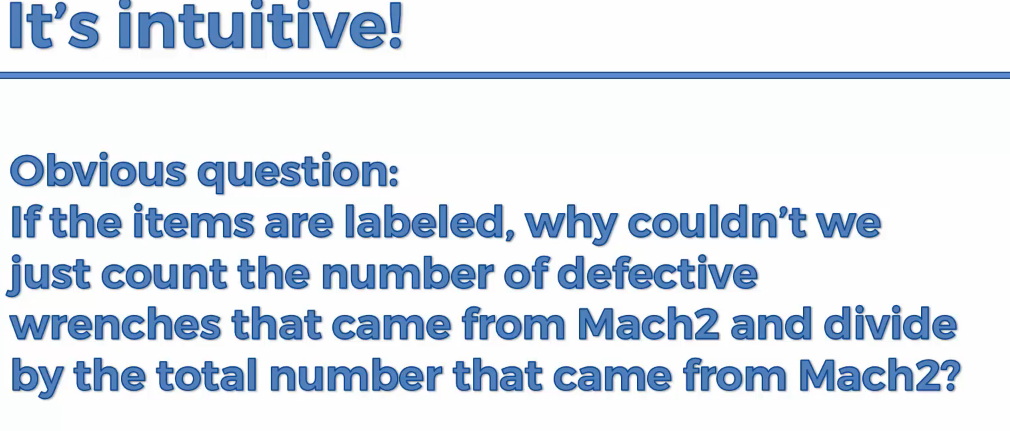 It's intuitive!
Obvious question:
If the items are labeled, why couldn't we
just count the number of defective
wrenches that came from Mach2 and divide
by the total number that came from Mach2?